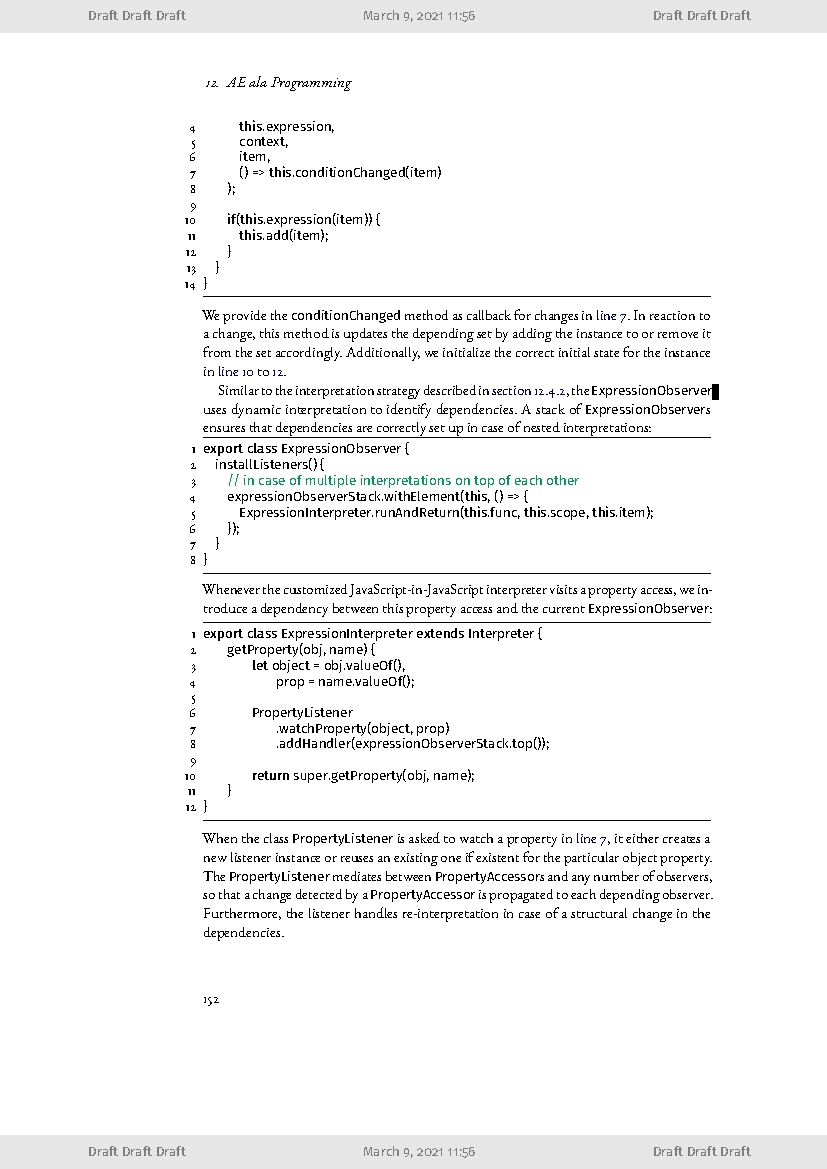 Draft Draft Draft March 9, 2021 11:56 Draft Draft Draft
12. AE ala Programming
4 this.expression,
5 context,
6 item,
7 () => this.conditionChanged(item)
8 );
9
10 if(this.expression(item)) {
11 this.add(item);
12 }
13 }
14 }
We provide the conditionChanged method as callback for changes in line 7. In reaction to
a change, this method is updates the depending set by adding the instance to or remove it
from the set accordingly. Additionally, we initialize the correct initial state for the instance
in line 10 to 12.
Similar to the interpretation strategy described in section 12.4.2, the ExpressionObserver
uses dynamic interpretation to identify dependencies. A stack of ExpressionObservers
ensures that dependencies are correctly set up in case of nested interpretations:
1 export class ExpressionObserver {
2 installListeners() {
3 // in case of multiple interpretations on top of each other
4 expressionObserverStack.withElement(this, () => {
5 ExpressionInterpreter.runAndReturn(this.func, this.scope, this.item);
6 });
7 }
8 }
Whenever the customized JavaScript-in-JavaScript interpreter visits a property access, we in-
troduce a dependency between this property access and the current ExpressionObserver:
1 export class ExpressionInterpreter extends Interpreter {
2 getProperty(obj, name) {
3 let object = obj.valueOf(),
4 prop = name.valueOf();
5
6 PropertyListener
7 .watchProperty(object, prop)
8 .addHandler(expressionObserverStack.top());
9
10 return super.getProperty(obj, name);
11 }
12 }
When the class PropertyListener is asked to watch a property in line 7, it either creates a
new listener instance or reuses an existing one if existent for the particular object property.
The PropertyListener mediates between PropertyAccessors and any number of observers,
so that a change detected by a PropertyAccessor is propagated to each depending observer.
Furthermore, the listener handles re-interpretation in case of a structural change in the
dependencies.
152
Draft Draft Draft March 9, 2021 11:56 Draft Draft Draft